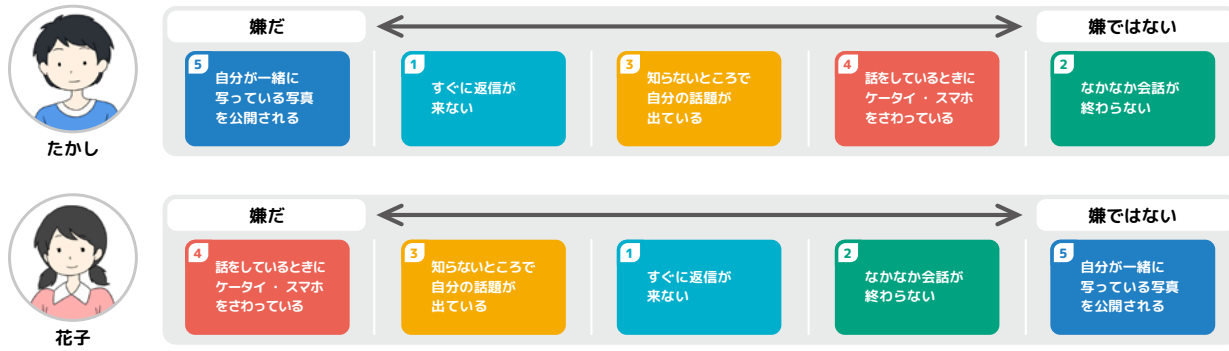 嫌だ
嫌ではない
5
自分が一緒に
写っている写真
を公開される
1
すぐに返信が
来ない
3
知らないところで
自分の話題が
出ている
4
話をしているときに
ケータイ・スマホ
をさわっている
2
なかなか会話が
終わらない
たかし
嫌だ
嫌ではない
4
話をしているときに
ケータイ・スマホ
をさわっている
3
知らないところで
自分の話題が
出ている
1
すぐに返信が
来ない
2
なかなか会話が
終わらない
5
自分が一緒に
写っている写真
を公開される
花子